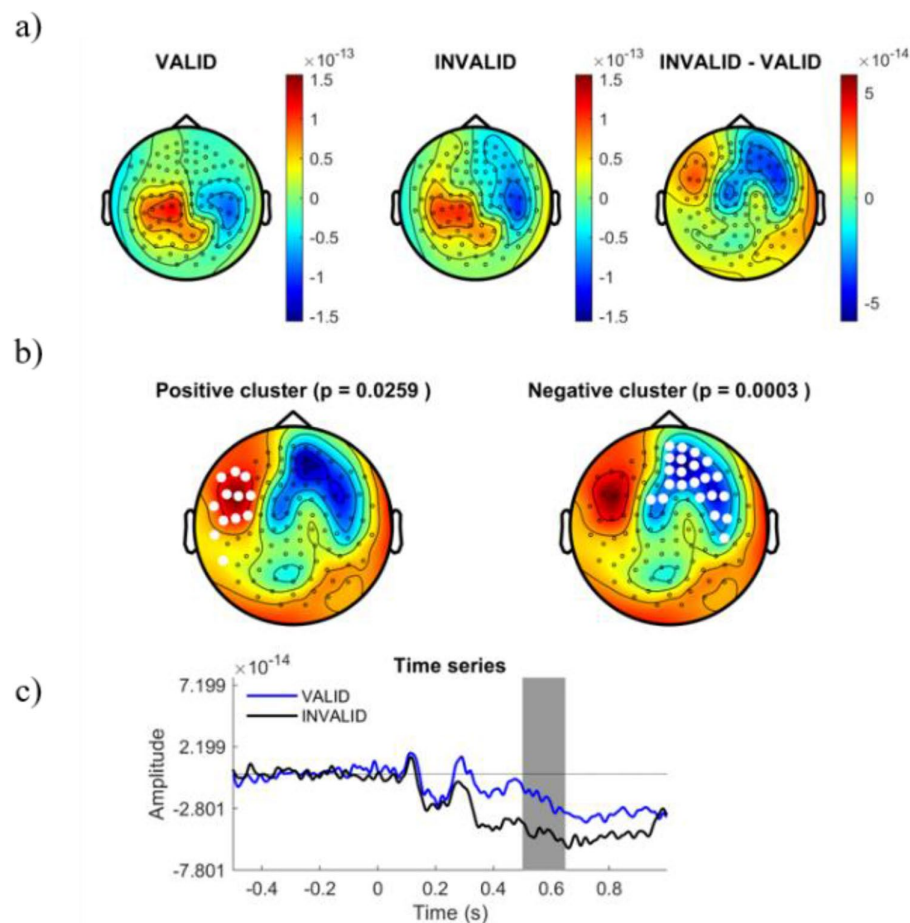 a)
VALID
×10⁻¹³
1.5
1
0.5
0
-0.5
-1
-1.5
INVALID
×10⁻¹³
1.5
1
0.5
0
-0.5
-1
-1.5
INVALID - VALID
×10⁻¹⁴
5
0
-5
b)
Positive cluster (p = 0.0259 )
Negative cluster (p = 0.0003 )
c)
Time series
×10⁻¹⁴
7.199
2.199
-2.801
-7.801
Amplitude
VALID
INVALID
-0.4 -0.2 0 0.2 0.4 0.6 0.8
Time (s)